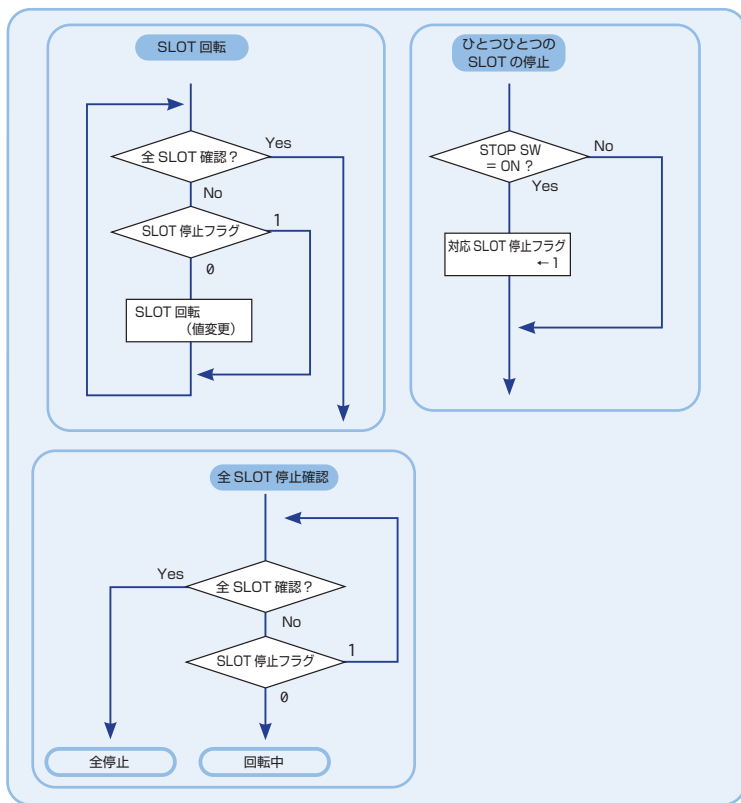 SLOT 回転
全 SLOT 確認？
Yes
No
SLOT 停止フラグ
1
0
SLOT 回転
（値変更）
ひとつひとつの
SLOT の停止
STOP SW
= ON ?
No
Yes
対応 SLOT 停止フラグ
←1
全 SLOT 停止確認
Yes
全 SLOT 確認？
No
SLOT 停止フラグ
1
0
全停止
回転中